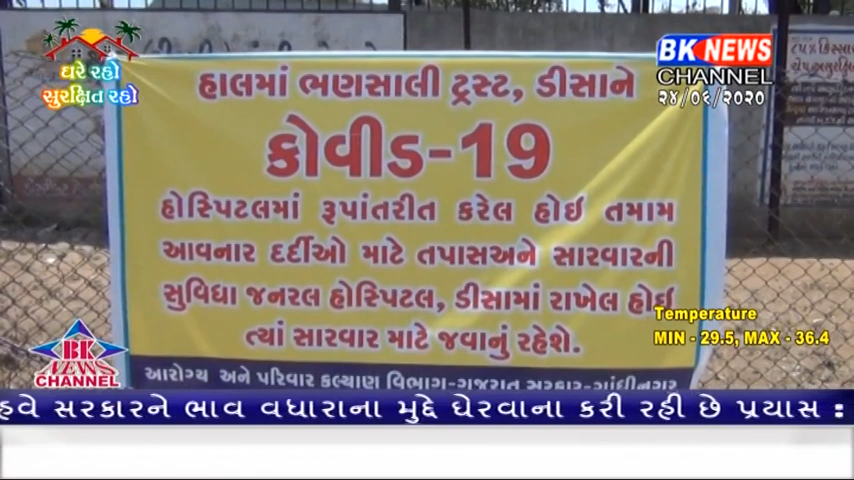 ઘરે રહો
સુરક્ષિત રહો
BK NEWS
CHANNEL
૨૪/૦૬/૨૦૨૦
હાલમાં ભણસાલી ટ્રસ્ટ, ડીસાને
કોવીડ-19
હોસ્પિટલમાં રૂપાંતરીત કરેલ હોઇ તમામ
આવનાર દર્દીઓ માટે તપાસઅને સારવારની
સુવિધા જનરલ હોસ્પિટલ, ડીસામાં રાખેલ હોઈ
ત્યાં સારવાર માટે જવાનું રહેશે.
આરોગ્ય અને પરિવાર કલ્યાણ વિભાગ-ગુજરાત સરકાર-ગાંધીનગર
Temperature
MIN - 29.5, MAX - 36.4
BK
NEWS
CHANNEL
હવે સરકારને ભાવ વધારાના મુદ્દે ઘેરવાના કરી રહી છે પ્રયાસ :